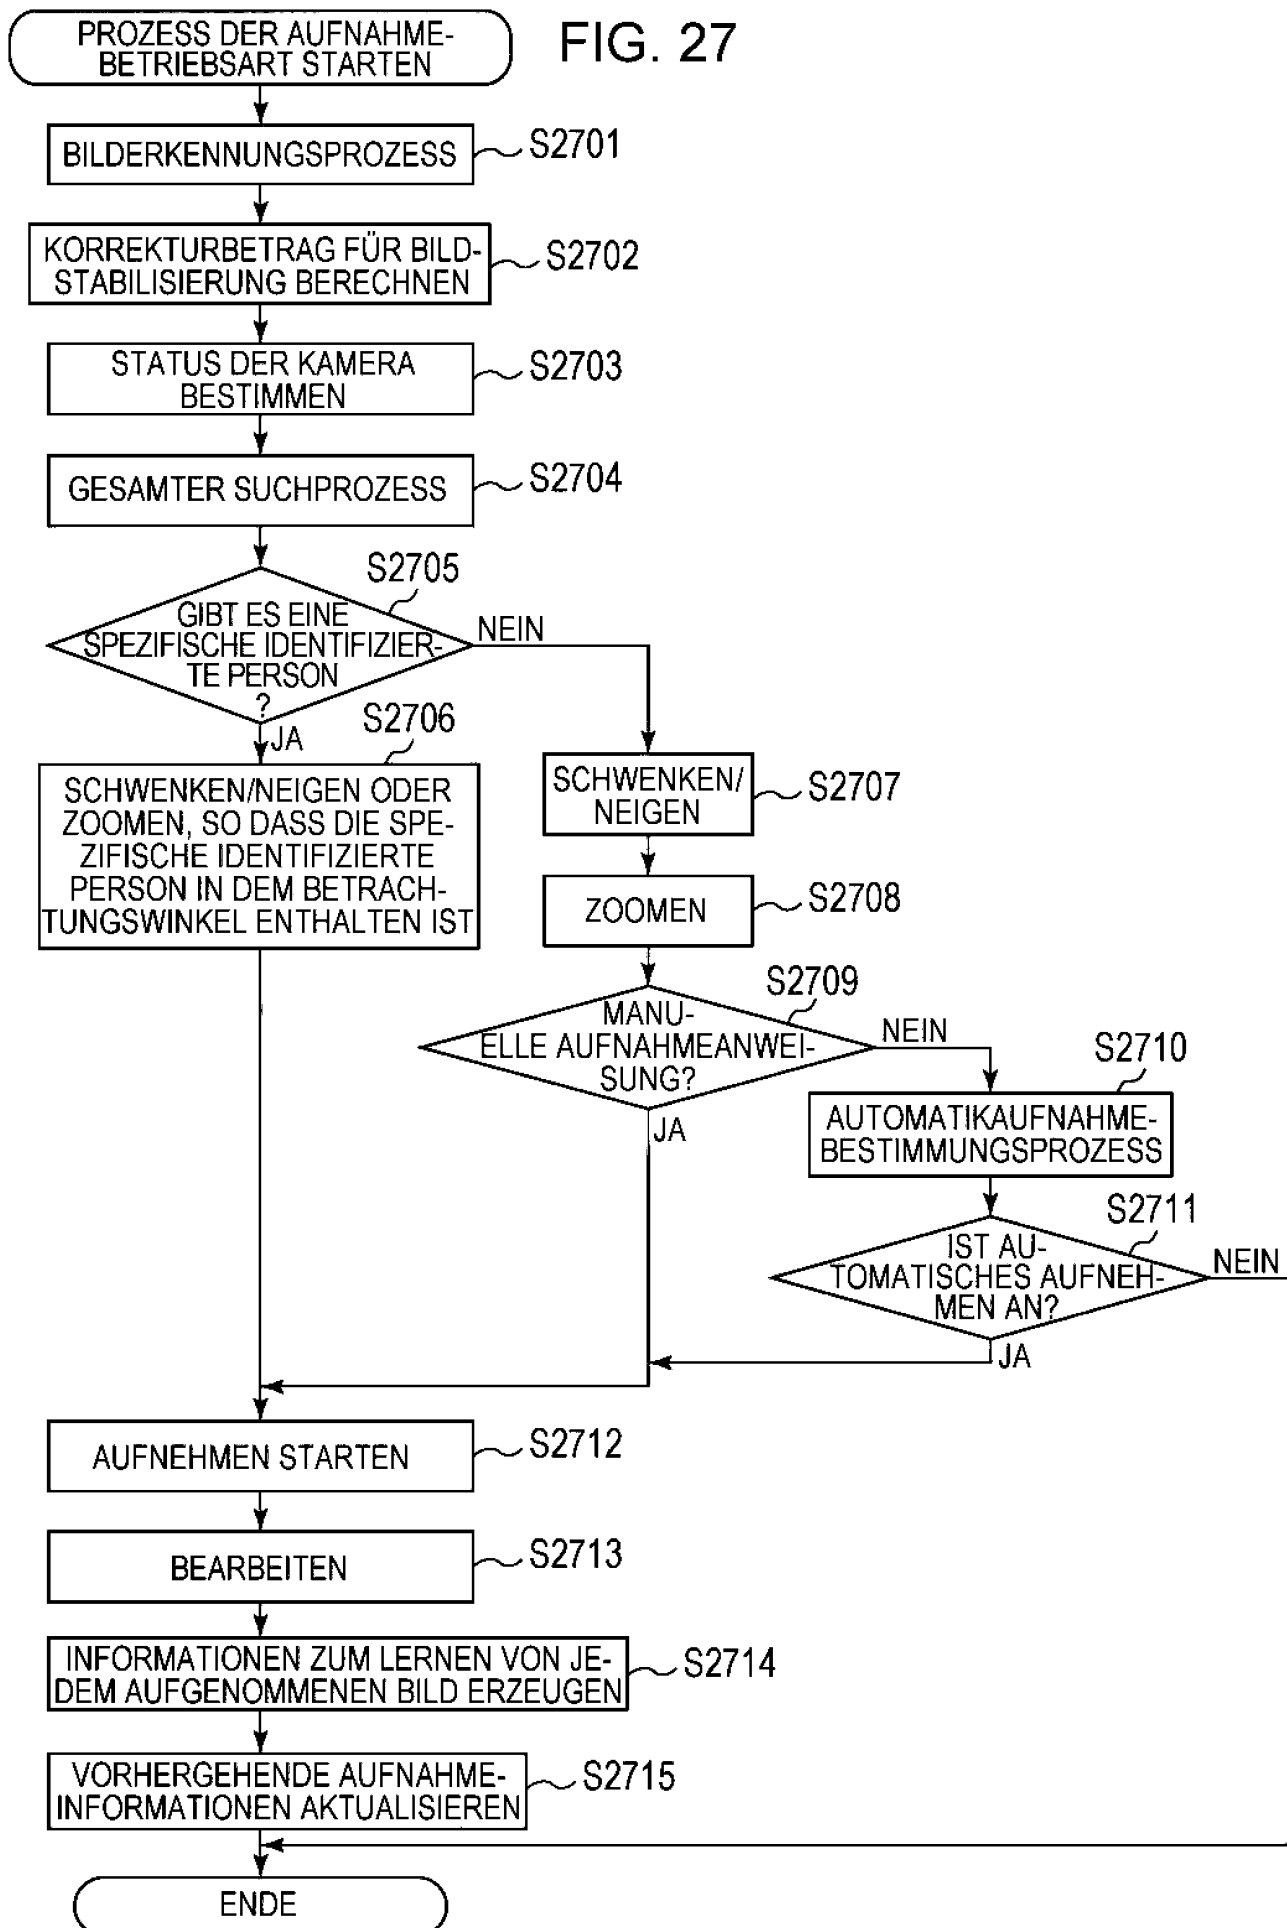 FIG. 27
PROZESS DER AUFNAHME-
BETRIEBSART STARTEN
BILDERKENNUNGSPROZESS
S2701
KORREKTURBETRAG FÜR BILD-
STABILISIERUNG BERECHNEN
S2702
STATUS DER KAMERA
BESTIMMEN
S2703
GESAMTER SUCHPROZESS
S2704
S2705
GIBT ES EINE
SPEZIFISCHE IDENTIFIZIER-
TE PERSON
?
NEIN
JA
S2706
SCHWENKEN/NEIGEN ODER
ZOOMEN, SO DASS DIE SPE-
ZIFISCHE IDENTIFIZIERTE
PERSON IN DEM BETRACH-
TUNGSWINKEL ENTHALTEN IST
SCHWENKEN/
NEIGEN
S2707
ZOOMEN
S2708
S2709
MANU-
ELLE AUFNAHMEANWEI-
SUNG?
NEIN
JA
S2710
AUTOMATIKAUFNAHME-
BESTIMMUNGSPROZESS
S2711
IST AU-
TOMATISCHES AUFNEH-
MEN AN?
NEIN
JA
AUFNEHMEN STARTEN
S2712
BEARBEITEN
S2713
INFORMATIONEN ZUM LERNEN VON JE-
DEM AUFGENOMMENEN BILD ERZEUGEN
S2714
VORHERGEHENDE AUFNAHME-
INFORMATIONEN AKTUALISIEREN
S2715
ENDE